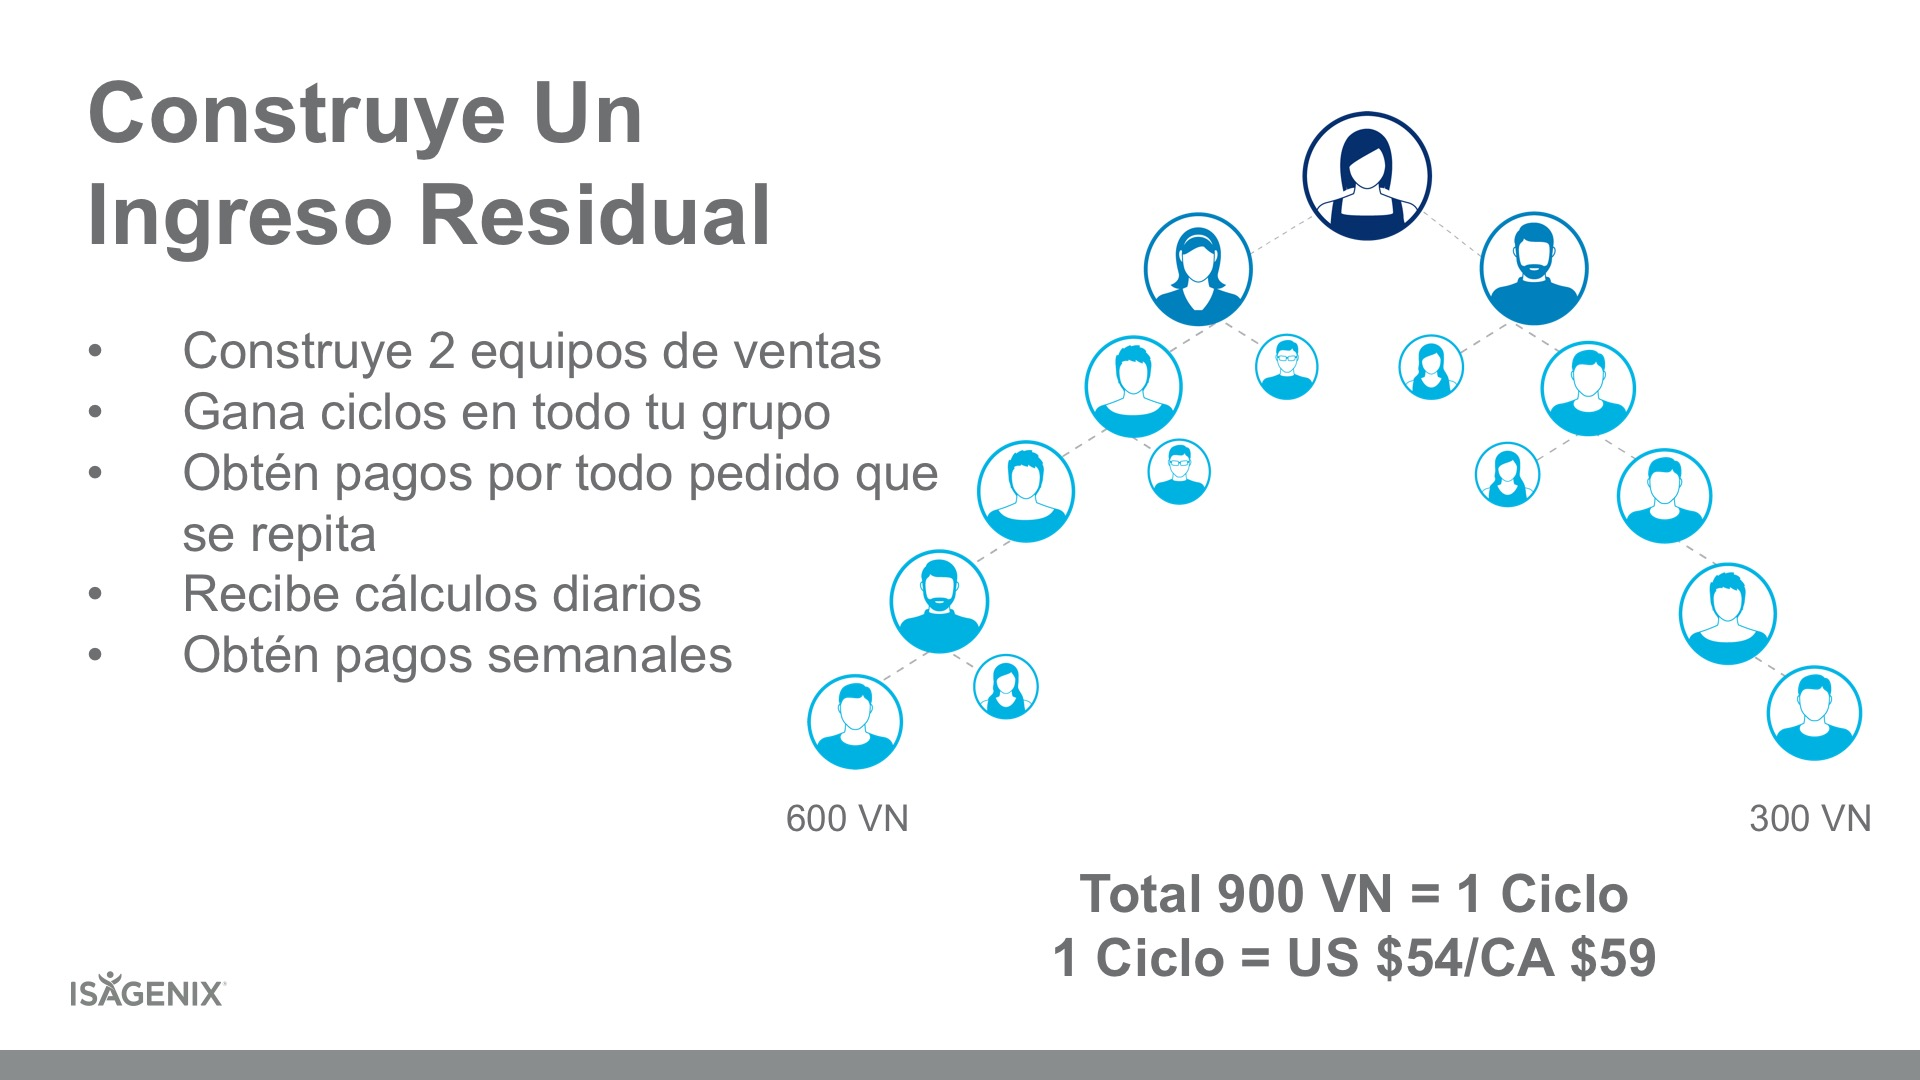 Construye Un
Ingreso Residual
• Construye 2 equipos de ventas
• Gana ciclos en todo tu grupo
• Obtén pagos por todo pedido que
se repita
• Recibe cálculos diarios
• Obtén pagos semanales
600 VN
300 VN
Total 900 VN = 1 Ciclo
1 Ciclo = US $54/CA $59
ISAGENIX®